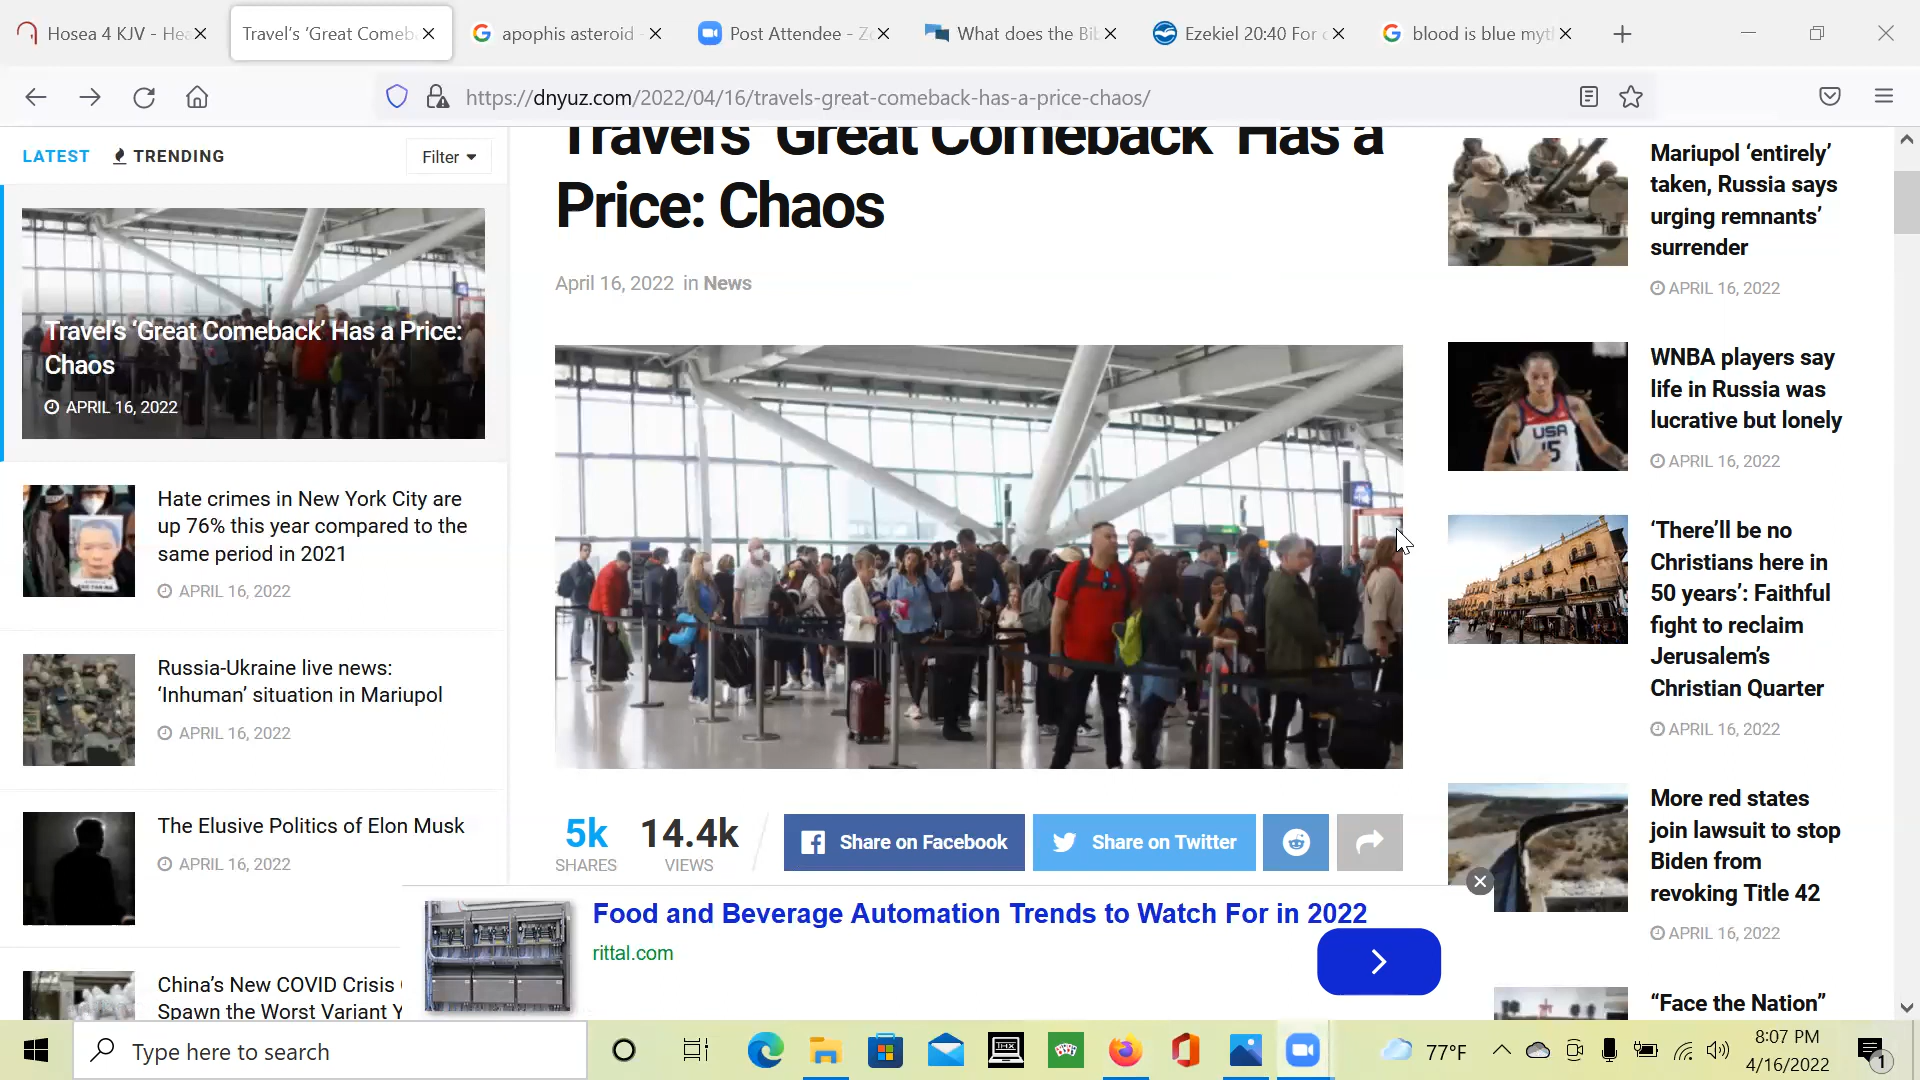 Hosea 4 KJV - He
Travel's 'Great Comeb
apophis asteroid
Post Attendee - Z
What does the Bi
Ezekiel 20:40 For
blood is blue myt
https://dnyuz.com/2022/04/16/travels-great-comeback-has-a-price-chaos/
LATEST
TRENDING
Filter
Travel's 'Great Comeback' Has a Price:
Chaos
APRIL 16, 2022
Hate crimes in New York City are
up 76% this year compared to the
same period in 2021
APRIL 16, 2022
Russia-Ukraine live news:
'Inhuman' situation in Mariupol
APRIL 16, 2022
The Elusive Politics of Elon Musk
APRIL 16, 2022
China's New COVID Crisis
Spawn the Worst Variant Y
Travel's 'Great Comeback' Has a
Price: Chaos
April 16, 2022 in News
5k
SHARES
14.4k
VIEWS
Share on Facebook
Share on Twitter
Food and Beverage Automation Trends to Watch For in 2022
rittal.com
Mariupol 'entirely'
taken, Russia says
urging remnants'
surrender
APRIL 16, 2022
WNBA players say
life in Russia was
lucrative but lonely
APRIL 16, 2022
USA
15
'There'll be no
Christians here in
50 years': Faithful
fight to reclaim
Jerusalem's
Christian Quarter
APRIL 16, 2022
More red states
join lawsuit to stop
Biden from
revoking Title 42
APRIL 16, 2022
"Face the Nation"
Type here to search
THX
77°F
8:07 PM
4/16/2022
1